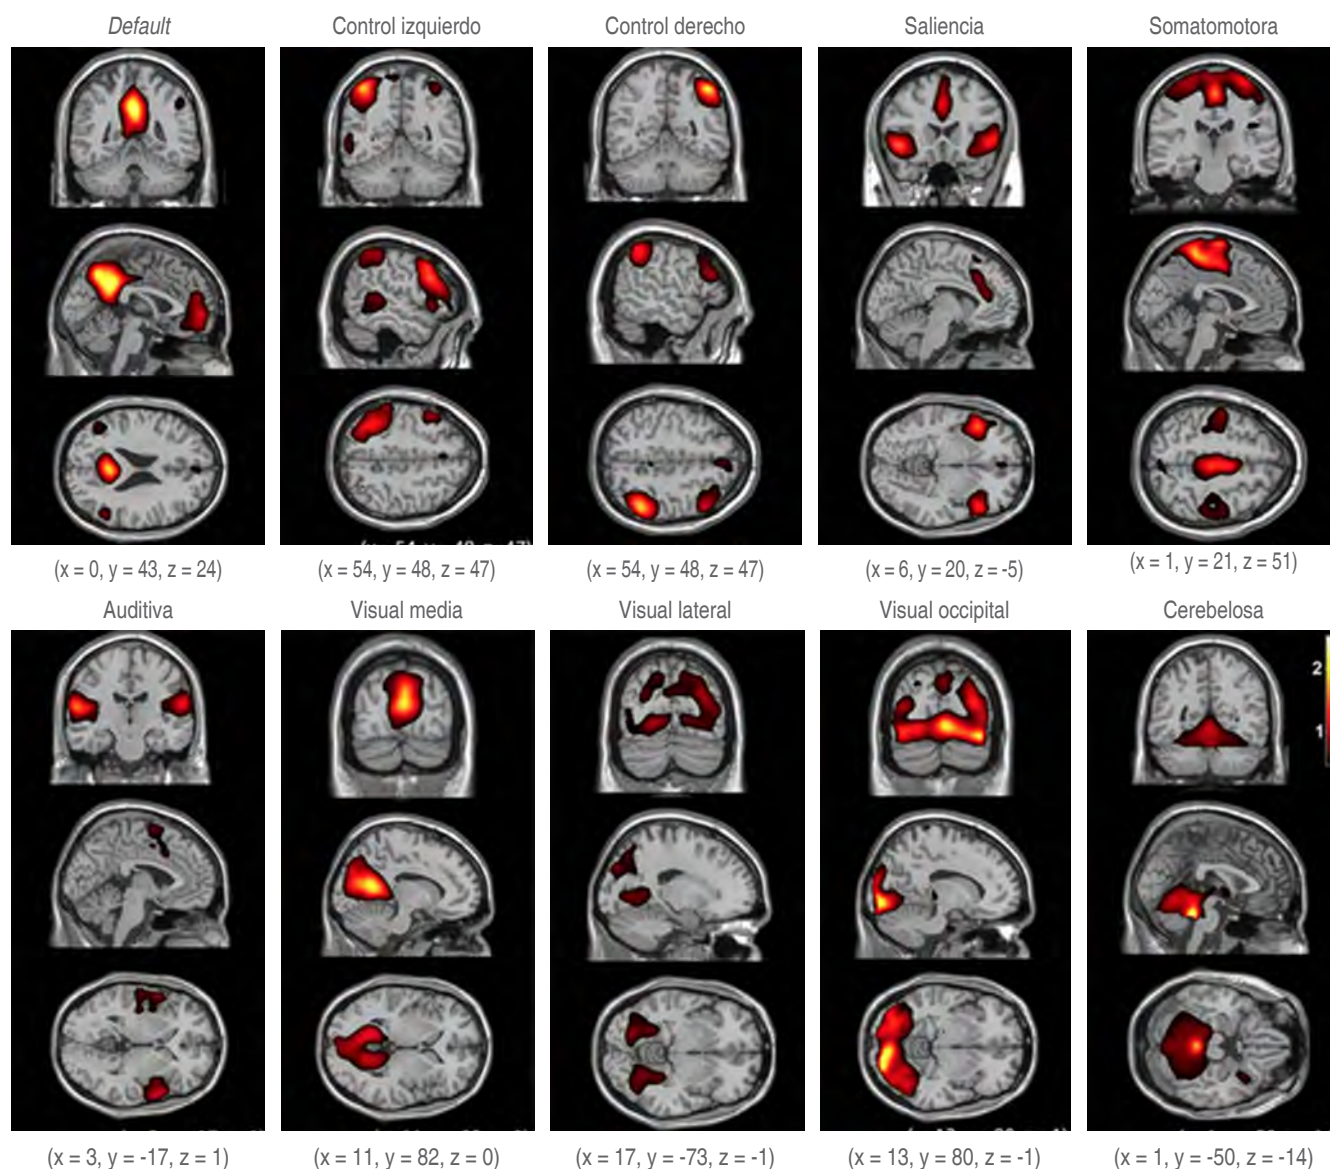 Default Control izquierdo Control derecho Saliencia Somatomotora
(x = 0, y = 43, z = 24) (x = 54, y = 48, z = 47) (x = 54, y = 48, z = 47) (x = 6, y = 20, z = -5) (x = 1, y = 21, z = 51)
Auditiva Visual media Visual lateral Visual occipital Cerebelosa
2
1
(x = 3, y = -17, z = 1) (x = 11, y = 82, z = 0) (x = 17, y = -73, z = -1) (x = 13, y = 80, z = -1) (x = 1, y = -50, z = -14)